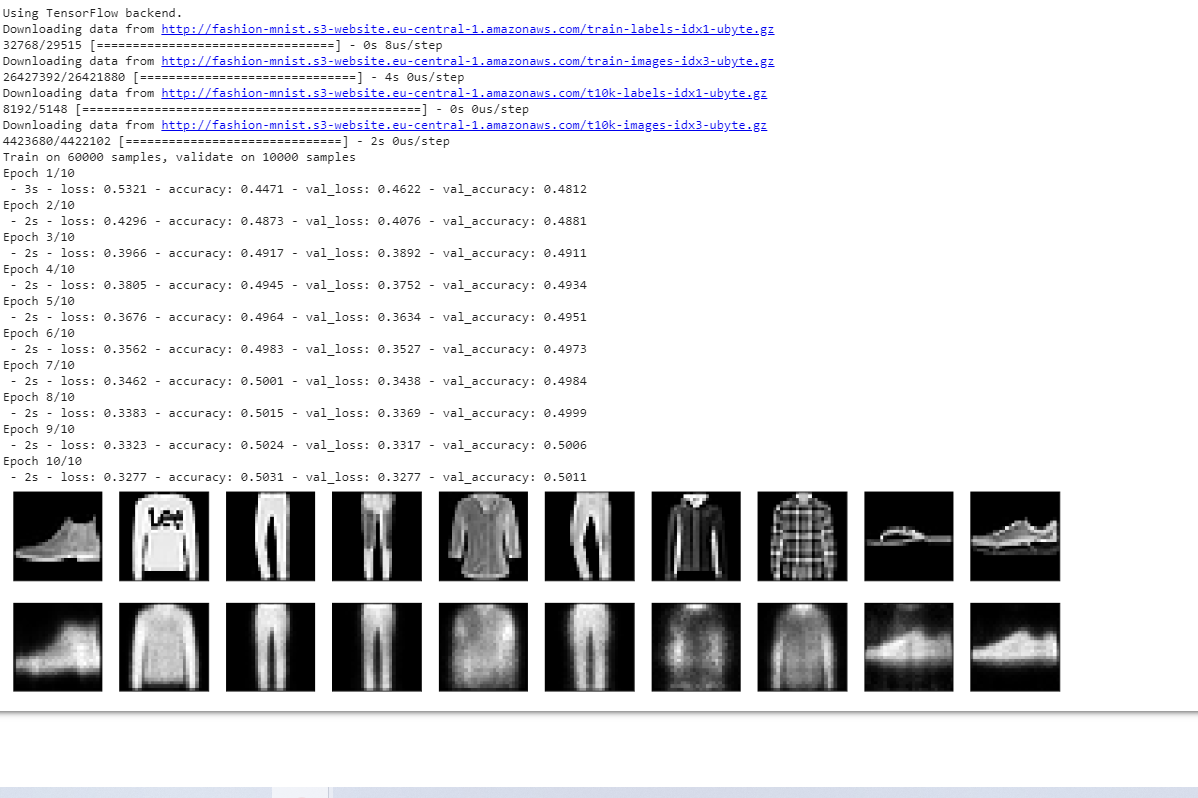 Using TensorFlow backend.
Downloading data from http://fashion-mnist.s3-website.eu-central-1.amazonaws.com/train-labels-idx1-ubyte.gz
32768/29515 [=================================] - 0s 8us/step
Downloading data from http://fashion-mnist.s3-website.eu-central-1.amazonaws.com/train-images-idx3-ubyte.gz
26427392/26421880 [==============================] - 4s 0us/step
Downloading data from http://fashion-mnist.s3-website.eu-central-1.amazonaws.com/t10k-labels-idx1-ubyte.gz
8192/5148 [===============================================] - 0s 0us/step
Downloading data from http://fashion-mnist.s3-website.eu-central-1.amazonaws.com/t10k-images-idx3-ubyte.gz
4423680/4422102 [==============================] - 2s 0us/step
Train on 60000 samples, validate on 10000 samples
Epoch 1/10
 - 3s - loss: 0.5321 - accuracy: 0.4471 - val_loss: 0.4622 - val_accuracy: 0.4812
Epoch 2/10
 - 2s - loss: 0.4296 - accuracy: 0.4873 - val_loss: 0.4076 - val_accuracy: 0.4881
Epoch 3/10
 - 2s - loss: 0.3966 - accuracy: 0.4917 - val_loss: 0.3892 - val_accuracy: 0.4911
Epoch 4/10
 - 2s - loss: 0.3805 - accuracy: 0.4945 - val_loss: 0.3752 - val_accuracy: 0.4934
Epoch 5/10
 - 2s - loss: 0.3676 - accuracy: 0.4964 - val_loss: 0.3634 - val_accuracy: 0.4951
Epoch 6/10
 - 2s - loss: 0.3562 - accuracy: 0.4983 - val_loss: 0.3527 - val_accuracy: 0.4973
Epoch 7/10
 - 2s - loss: 0.3462 - accuracy: 0.5001 - val_loss: 0.3438 - val_accuracy: 0.4984
Epoch 8/10
 - 2s - loss: 0.3383 - accuracy: 0.5015 - val_loss: 0.3369 - val_accuracy: 0.4999
Epoch 9/10
 - 2s - loss: 0.3323 - accuracy: 0.5024 - val_loss: 0.3317 - val_accuracy: 0.5006
Epoch 10/10
 - 2s - loss: 0.3277 - accuracy: 0.5031 - val_loss: 0.3277 - val_accuracy: 0.5011
Lee